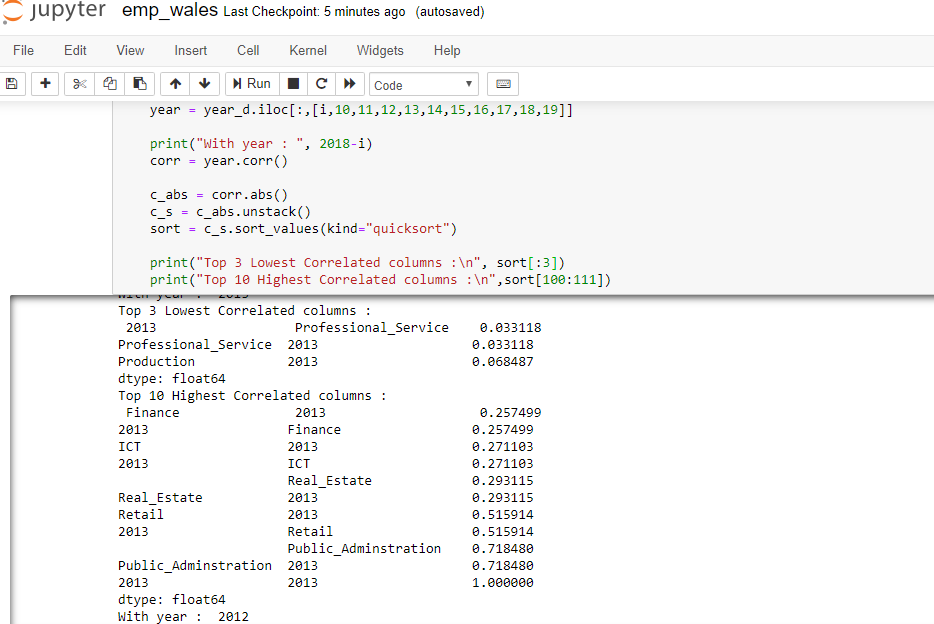 jupyter emp_wales Last Checkpoint: 5 minutes ago (autosaved)
File Edit View Insert Cell Kernel Widgets Help
Run Code
year = year_d.iloc[:,[i,10,11,12,13,14,15,16,17,18,19]]
print("With year : ", 2018-i)
corr = year.corr()
c_abs = corr.abs()
c_s = c_abs.unstack()
sort = c_s.sort_values(kind="quicksort")
print("Top 3 Lowest Correlated columns :\n", sort[:3])
print("Top 10 Highest Correlated columns :\n",sort[100:111])
With year : 2013
Top 3 Lowest Correlated columns :
2013 Professional_Service 0.033118
Professional_Service 2013 0.033118
Production 2013 0.068487
dtype: float64
Top 10 Highest Correlated columns :
Finance 2013 0.257499
2013 Finance 0.257499
ICT 2013 0.271103
2013 ICT 0.271103
Real_Estate 0.293115
Real_Estate 2013 0.293115
Retail 2013 0.515914
2013 Retail 0.515914
Public_Adminstration 0.718480
Public_Adminstration 2013 0.718480
2013 2013 1.000000
dtype: float64
With year : 2012